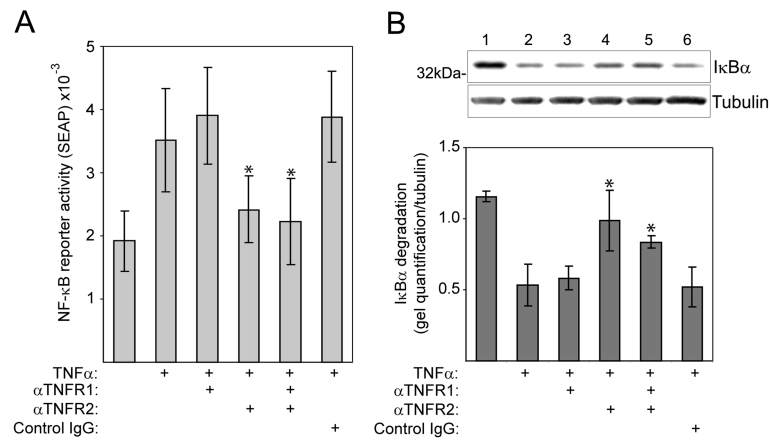 A
NF-κB reporter activity (SEAP) x10⁻³
5
4
3
2
1
* *
TNFα: + + + + +
αTNFR1: + +
αTNFR2: + +
Control IgG: +
B
1 2 3 4 5 6
32kDa-
IκBα
Tubulin
IκBα degradation
(gel quantification/tubulin)
1.5
1.0
0.5
* *
TNFα: + + + + +
αTNFR1: + +
αTNFR2: + +
Control IgG: +